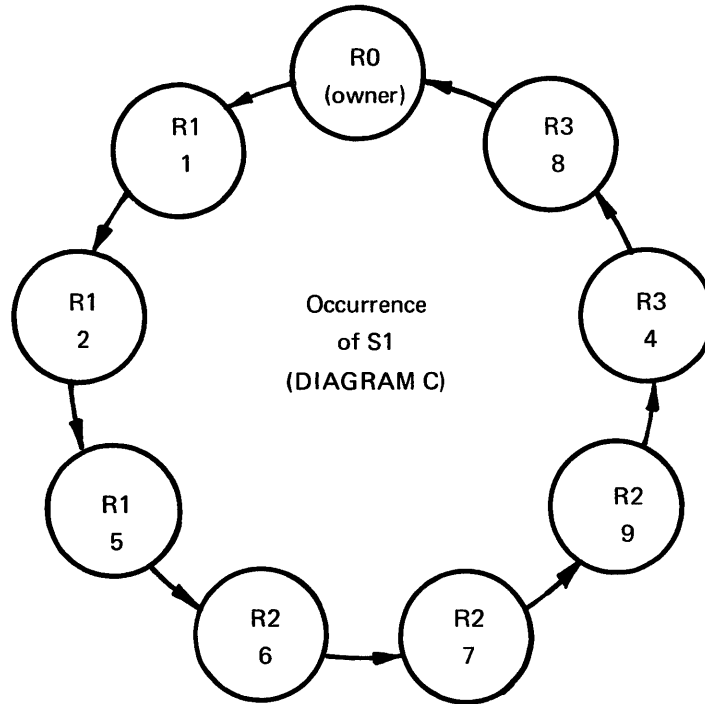 R0
(owner)
R1
1
R1
2
R1
5
R2
6
R2
7
R2
9
R3
4
R3
8
Occurrence
of S1
(DIAGRAM C)